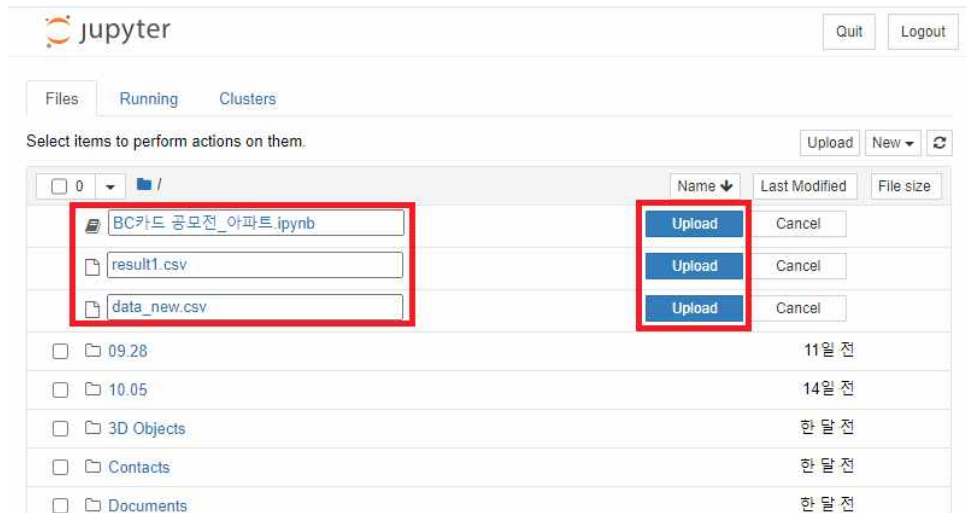 jupyter
Quit Logout
Files Running Clusters
Select items to perform actions on them.
Upload New
0 /
Name Last Modified File size
BC카드 공모전_아파트.ipynb Upload Cancel
result1.csv Upload Cancel
data_new.csv Upload Cancel
09.28 11일 전
10.05 14일 전
3D Objects 한 달 전
Contacts 한 달 전
Documents 한 달 전